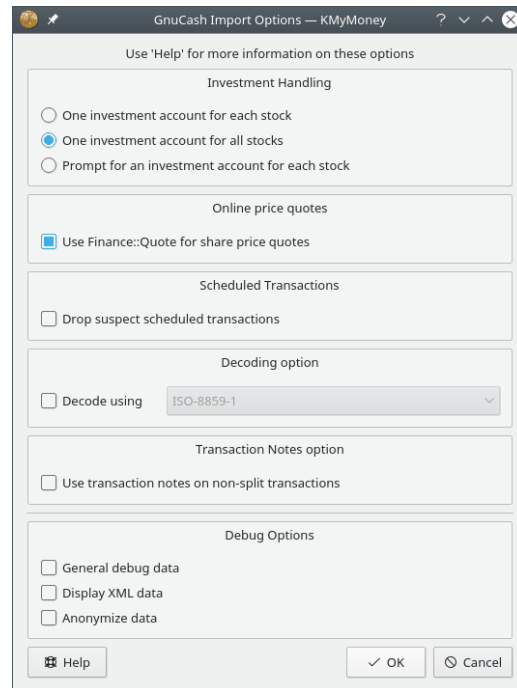 GnuCash Import Options — KMyMoney
Use 'Help' for more information on these options
Investment Handling
One investment account for each stock
One investment account for all stocks
Prompt for an investment account for each stock
Online price quotes
Use Finance::Quote for share price quotes
Scheduled Transactions
Drop suspect scheduled transactions
Decoding option
Decode using ISO-8859-1
Transaction Notes option
Use transaction notes on non-split transactions
Debug Options
General debug data
Display XML data
Anonymize data
Help OK Cancel